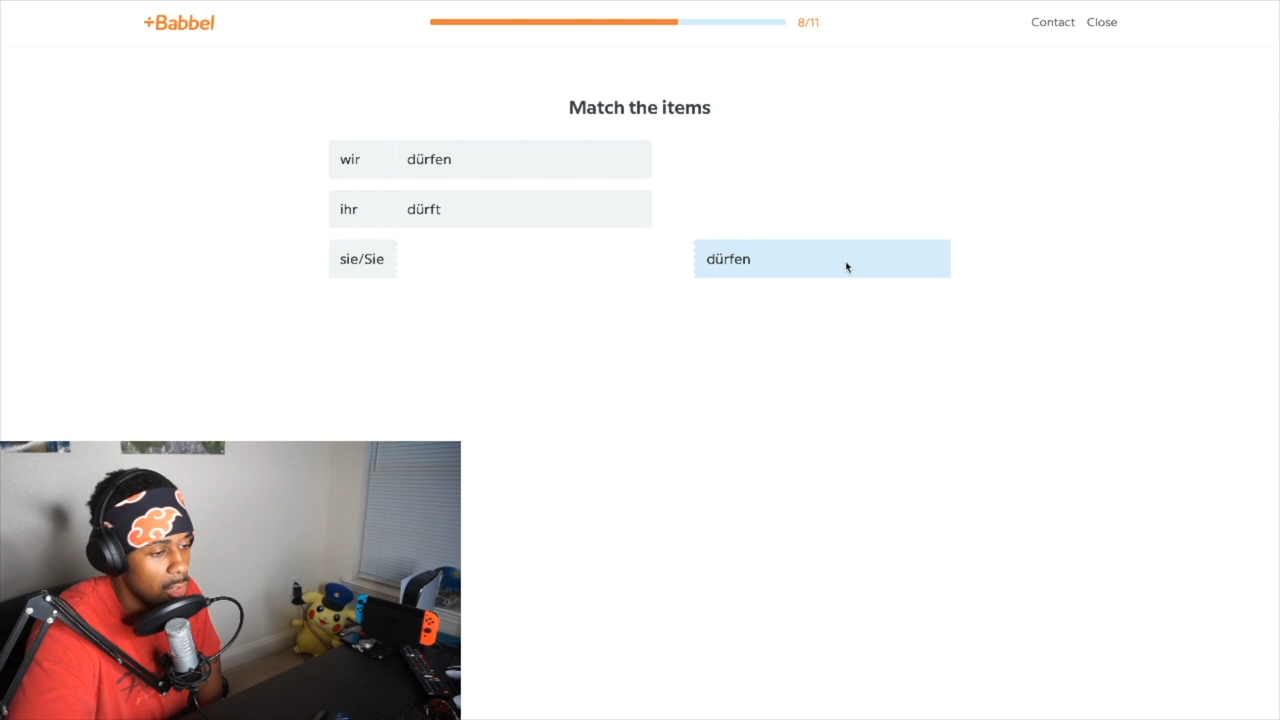 +Babbel
8/11
Contact Close
Match the items
wir dürfen
ihr dürft
sie/Sie dürfen